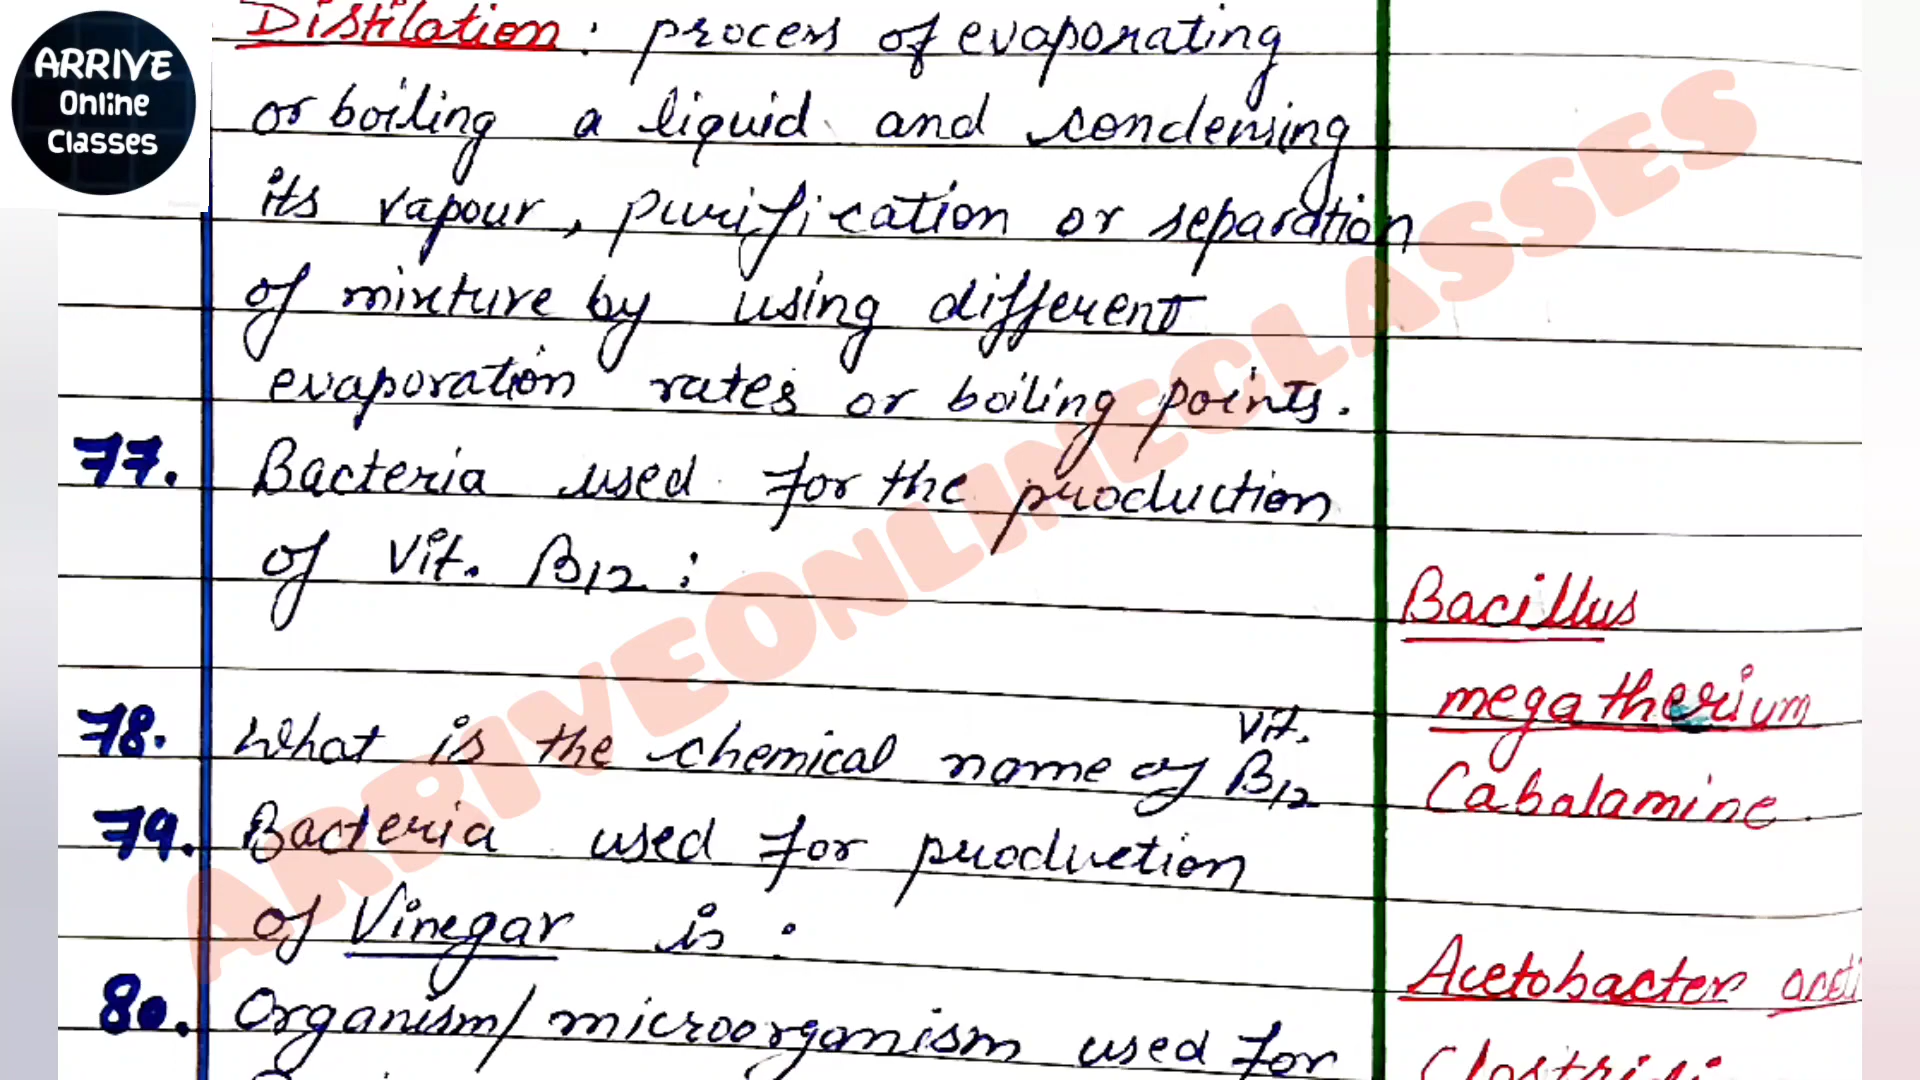 ARRIVE
Online
Classes
Distilation : process of evaporating
or boiling a liquid and condensing
its vapour, purification or separation
of mixture by using different
evaporation rates or boiling points.
77. Bacteria used for the production
of Vit. B12 :
Bacillus
megatherium
78. What is the chemical name of Vit. B12
Cabalamine.
79. Bacteria used for production
of Vinegar is :
Acetobacter aceti
80. Organism/microorganism used for
ARRIVEONLINECLASSES